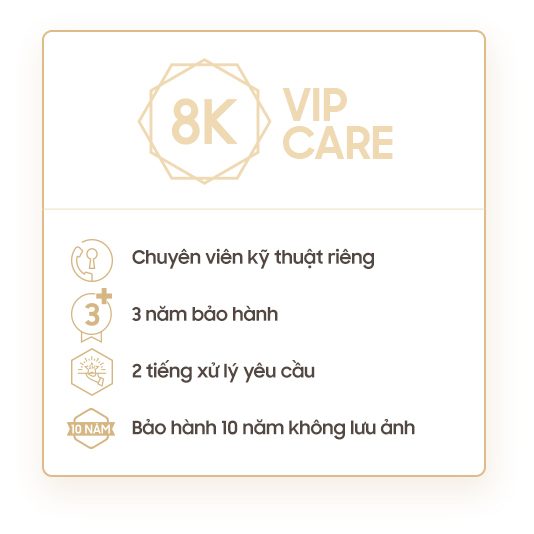 8K
VIP
CARE
Chuyên viên kỹ thuật riêng
3+
3 năm bảo hành
VIP
2 tiếng xử lý yêu cầu
10 NĂM
Bảo hành 10 năm không lưu ảnh